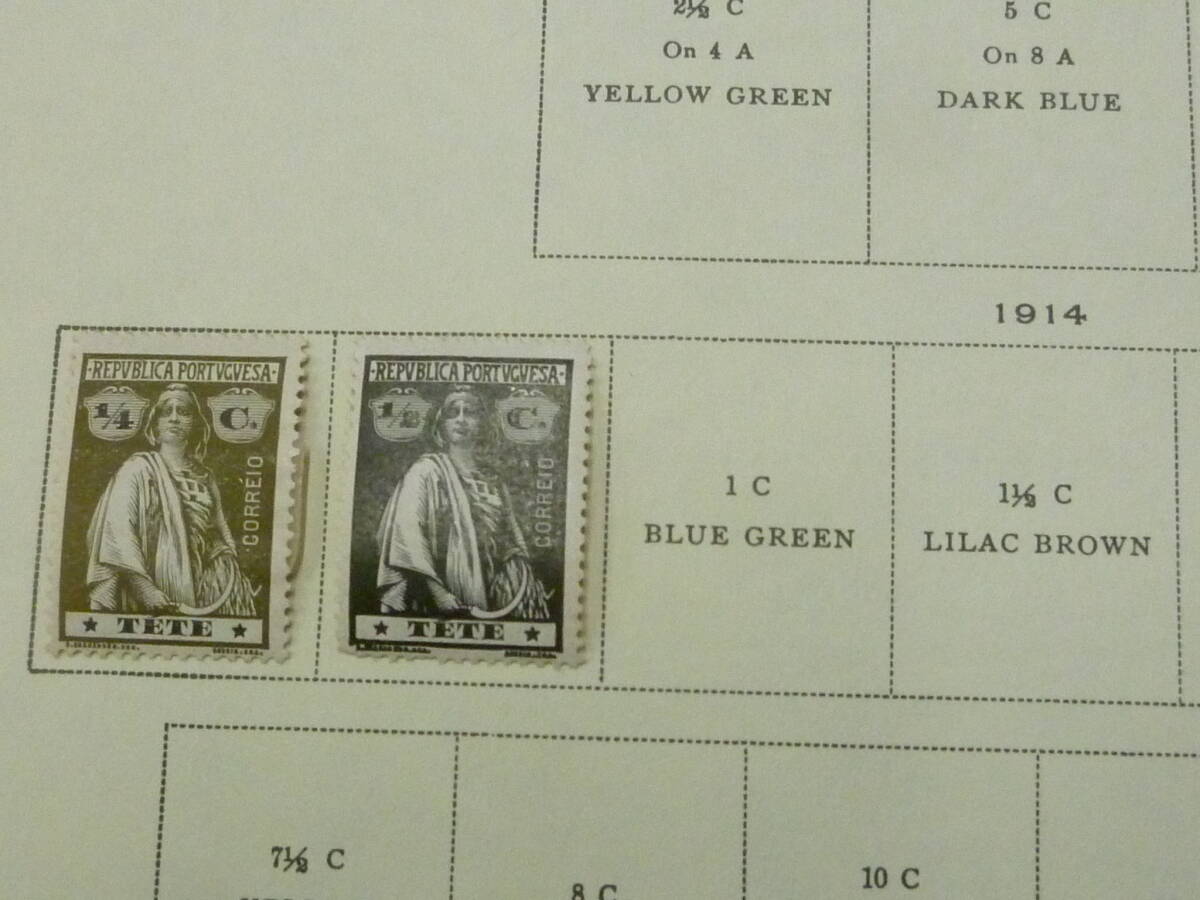 2½ C
On 4 A
YELLOW GREEN
5 C
On 8 A
DARK BLUE
1914
·REPVBLICA PORTVGVESA·
¼ C.
CORREIO
★ TETE ★
·REPVBLICA PORTVGVESA·
½ C.
CORREIO
★ TETE ★
1 C
BLUE GREEN
1½ C
LILAC BROWN
7½ C
8 C
10 C